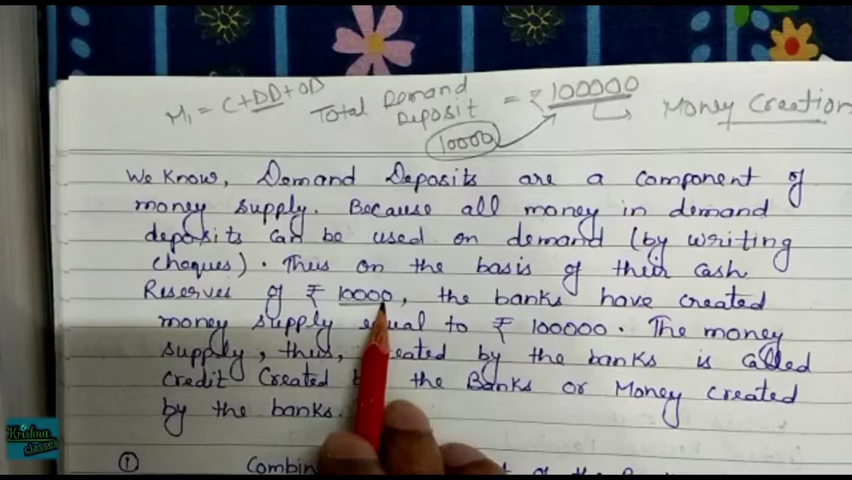 M1 = C+DD+OD
Total Demand Deposit = ₹ 100000
10000
Money Creation
We Know, Demand Deposits are a component of
money supply. Because all money in demand
deposits can be used on demand (by writing
cheques). Thus on the basis of their cash
Reserves of ₹ 10000, the banks have created
money supply equal to ₹ 100000. The money
supply, thus, created by the banks is called
credit Created the Banks or Money created
by the banks.
Krishna
classes
① Combin